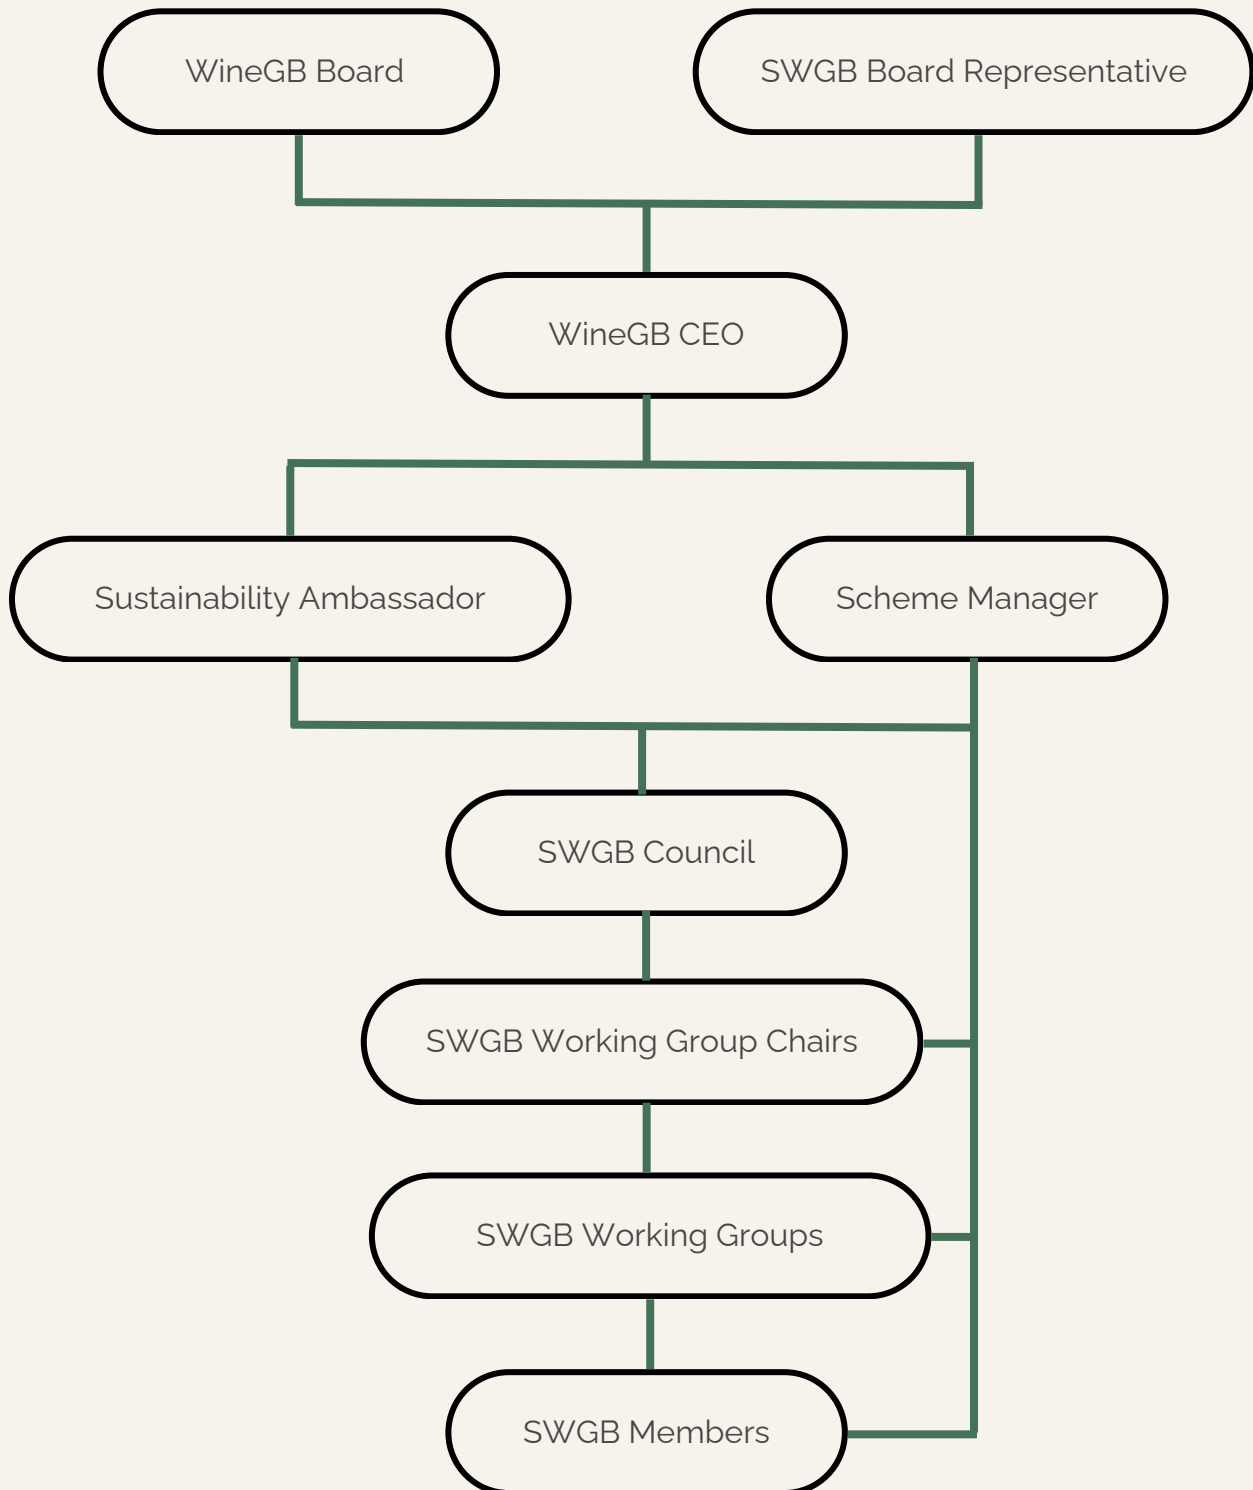 WineGB Board
SWGB Board Representative
WineGB CEO
Sustainability Ambassador
Scheme Manager
SWGB Council
SWGB Working Group Chairs
SWGB Working Groups
SWGB Members